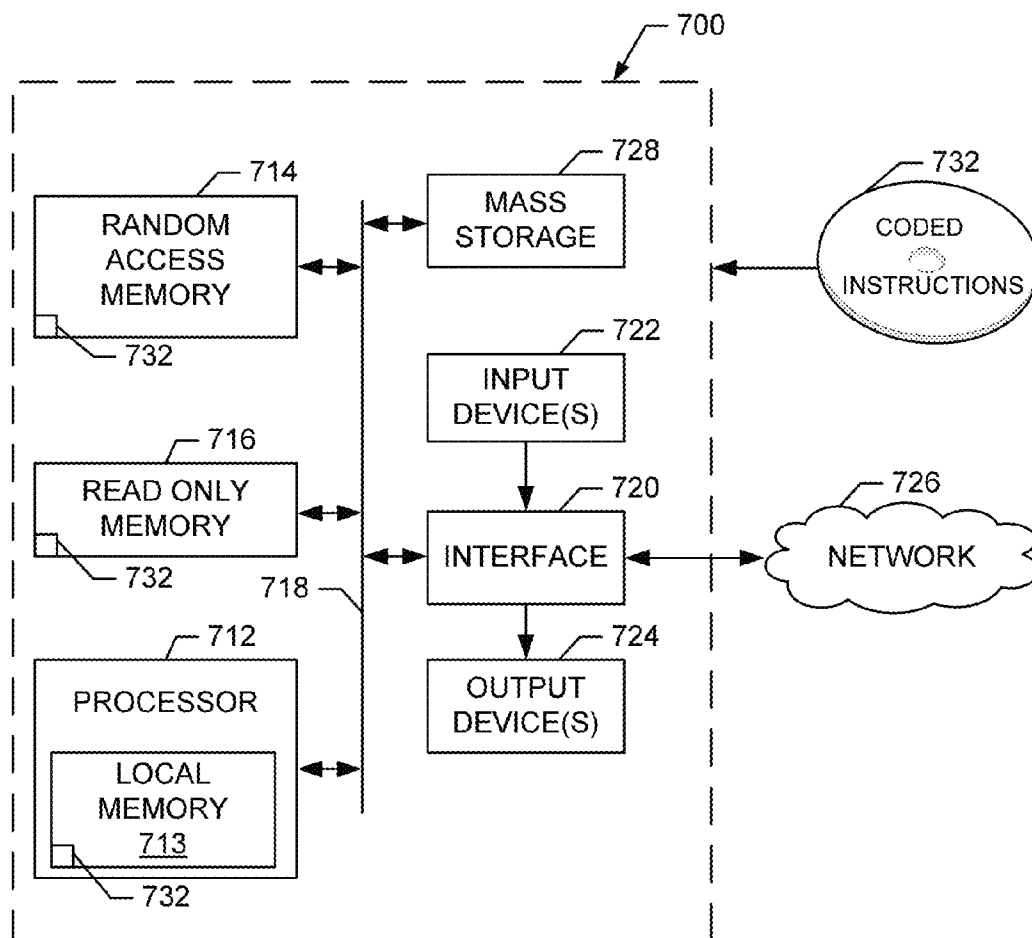 700
714
RANDOM
ACCESS
MEMORY
732
728
MASS
STORAGE
732
CODED
INSTRUCTIONS
722
INPUT
DEVICE(S)
716
READ ONLY
MEMORY
732
720
INTERFACE
726
NETWORK
718
712
PROCESSOR
LOCAL
MEMORY
713
732
724
OUTPUT
DEVICE(S)